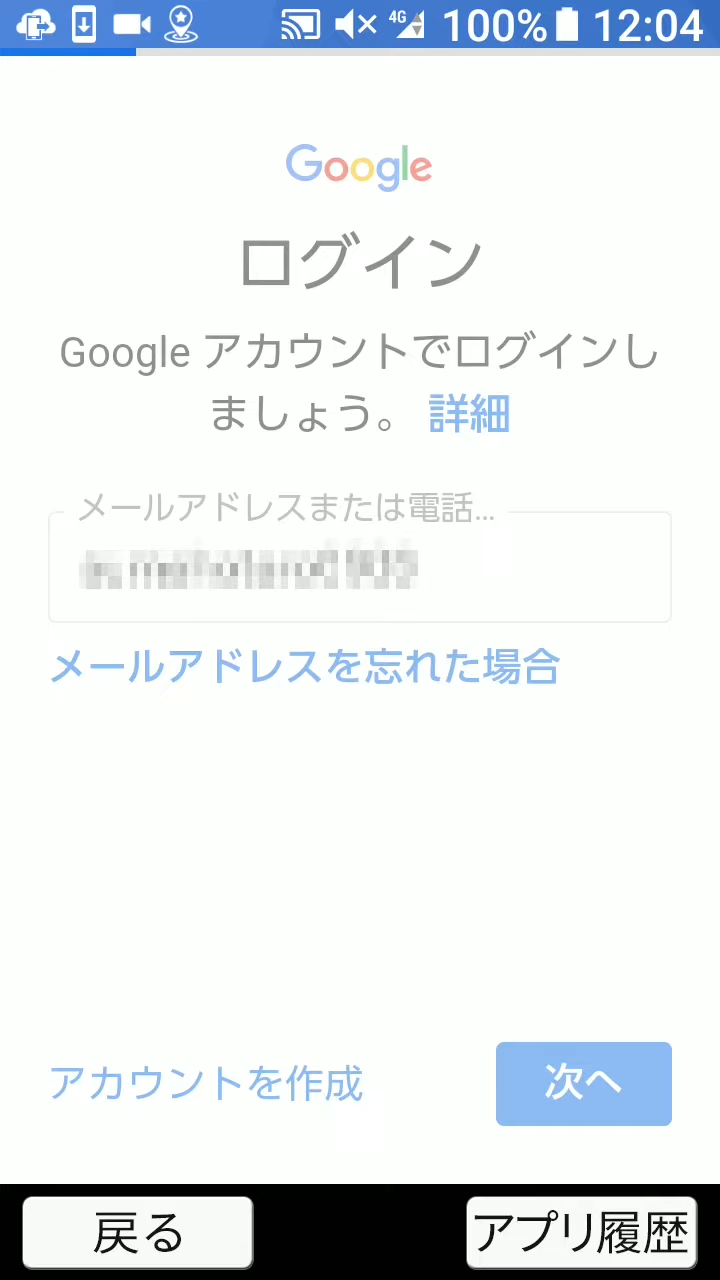 4G 100% 12:04
Google
ログイン
Google アカウントでログインし
ましょう。 詳細
メールアドレスまたは電話...
メールアドレスを忘れた場合
アカウントを作成 次へ
戻る アプリ履歴